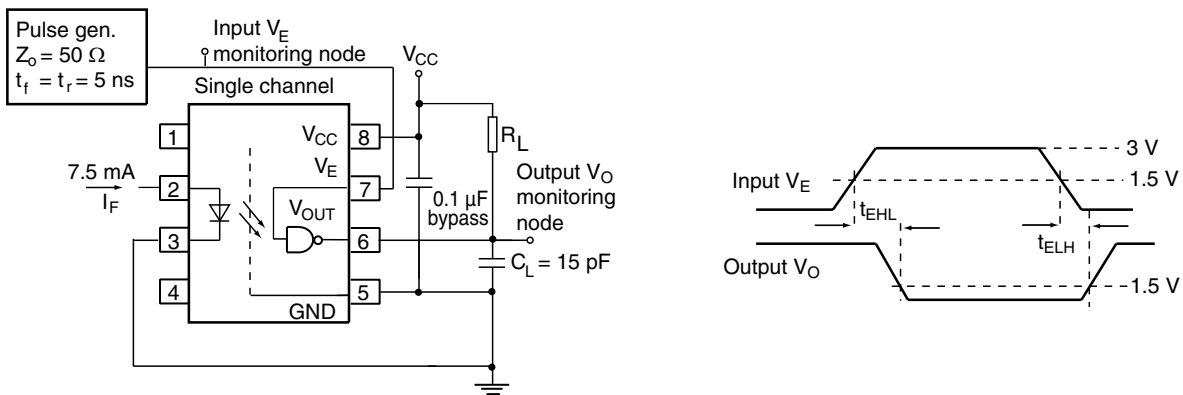 Pulse gen.
Zo = 50 Ω
tf = tr = 5 ns
Input VE
monitoring node
VCC
Single channel
1
2
3
4
VCC
8
VE
7
VOUT
6
5
GND
7.5 mA
IF
RL
0.1 µF
bypass
Output VO
monitoring
node
CL = 15 pF
3 V
Input VE
1.5 V
tEHL
tELH
Output VO
1.5 V